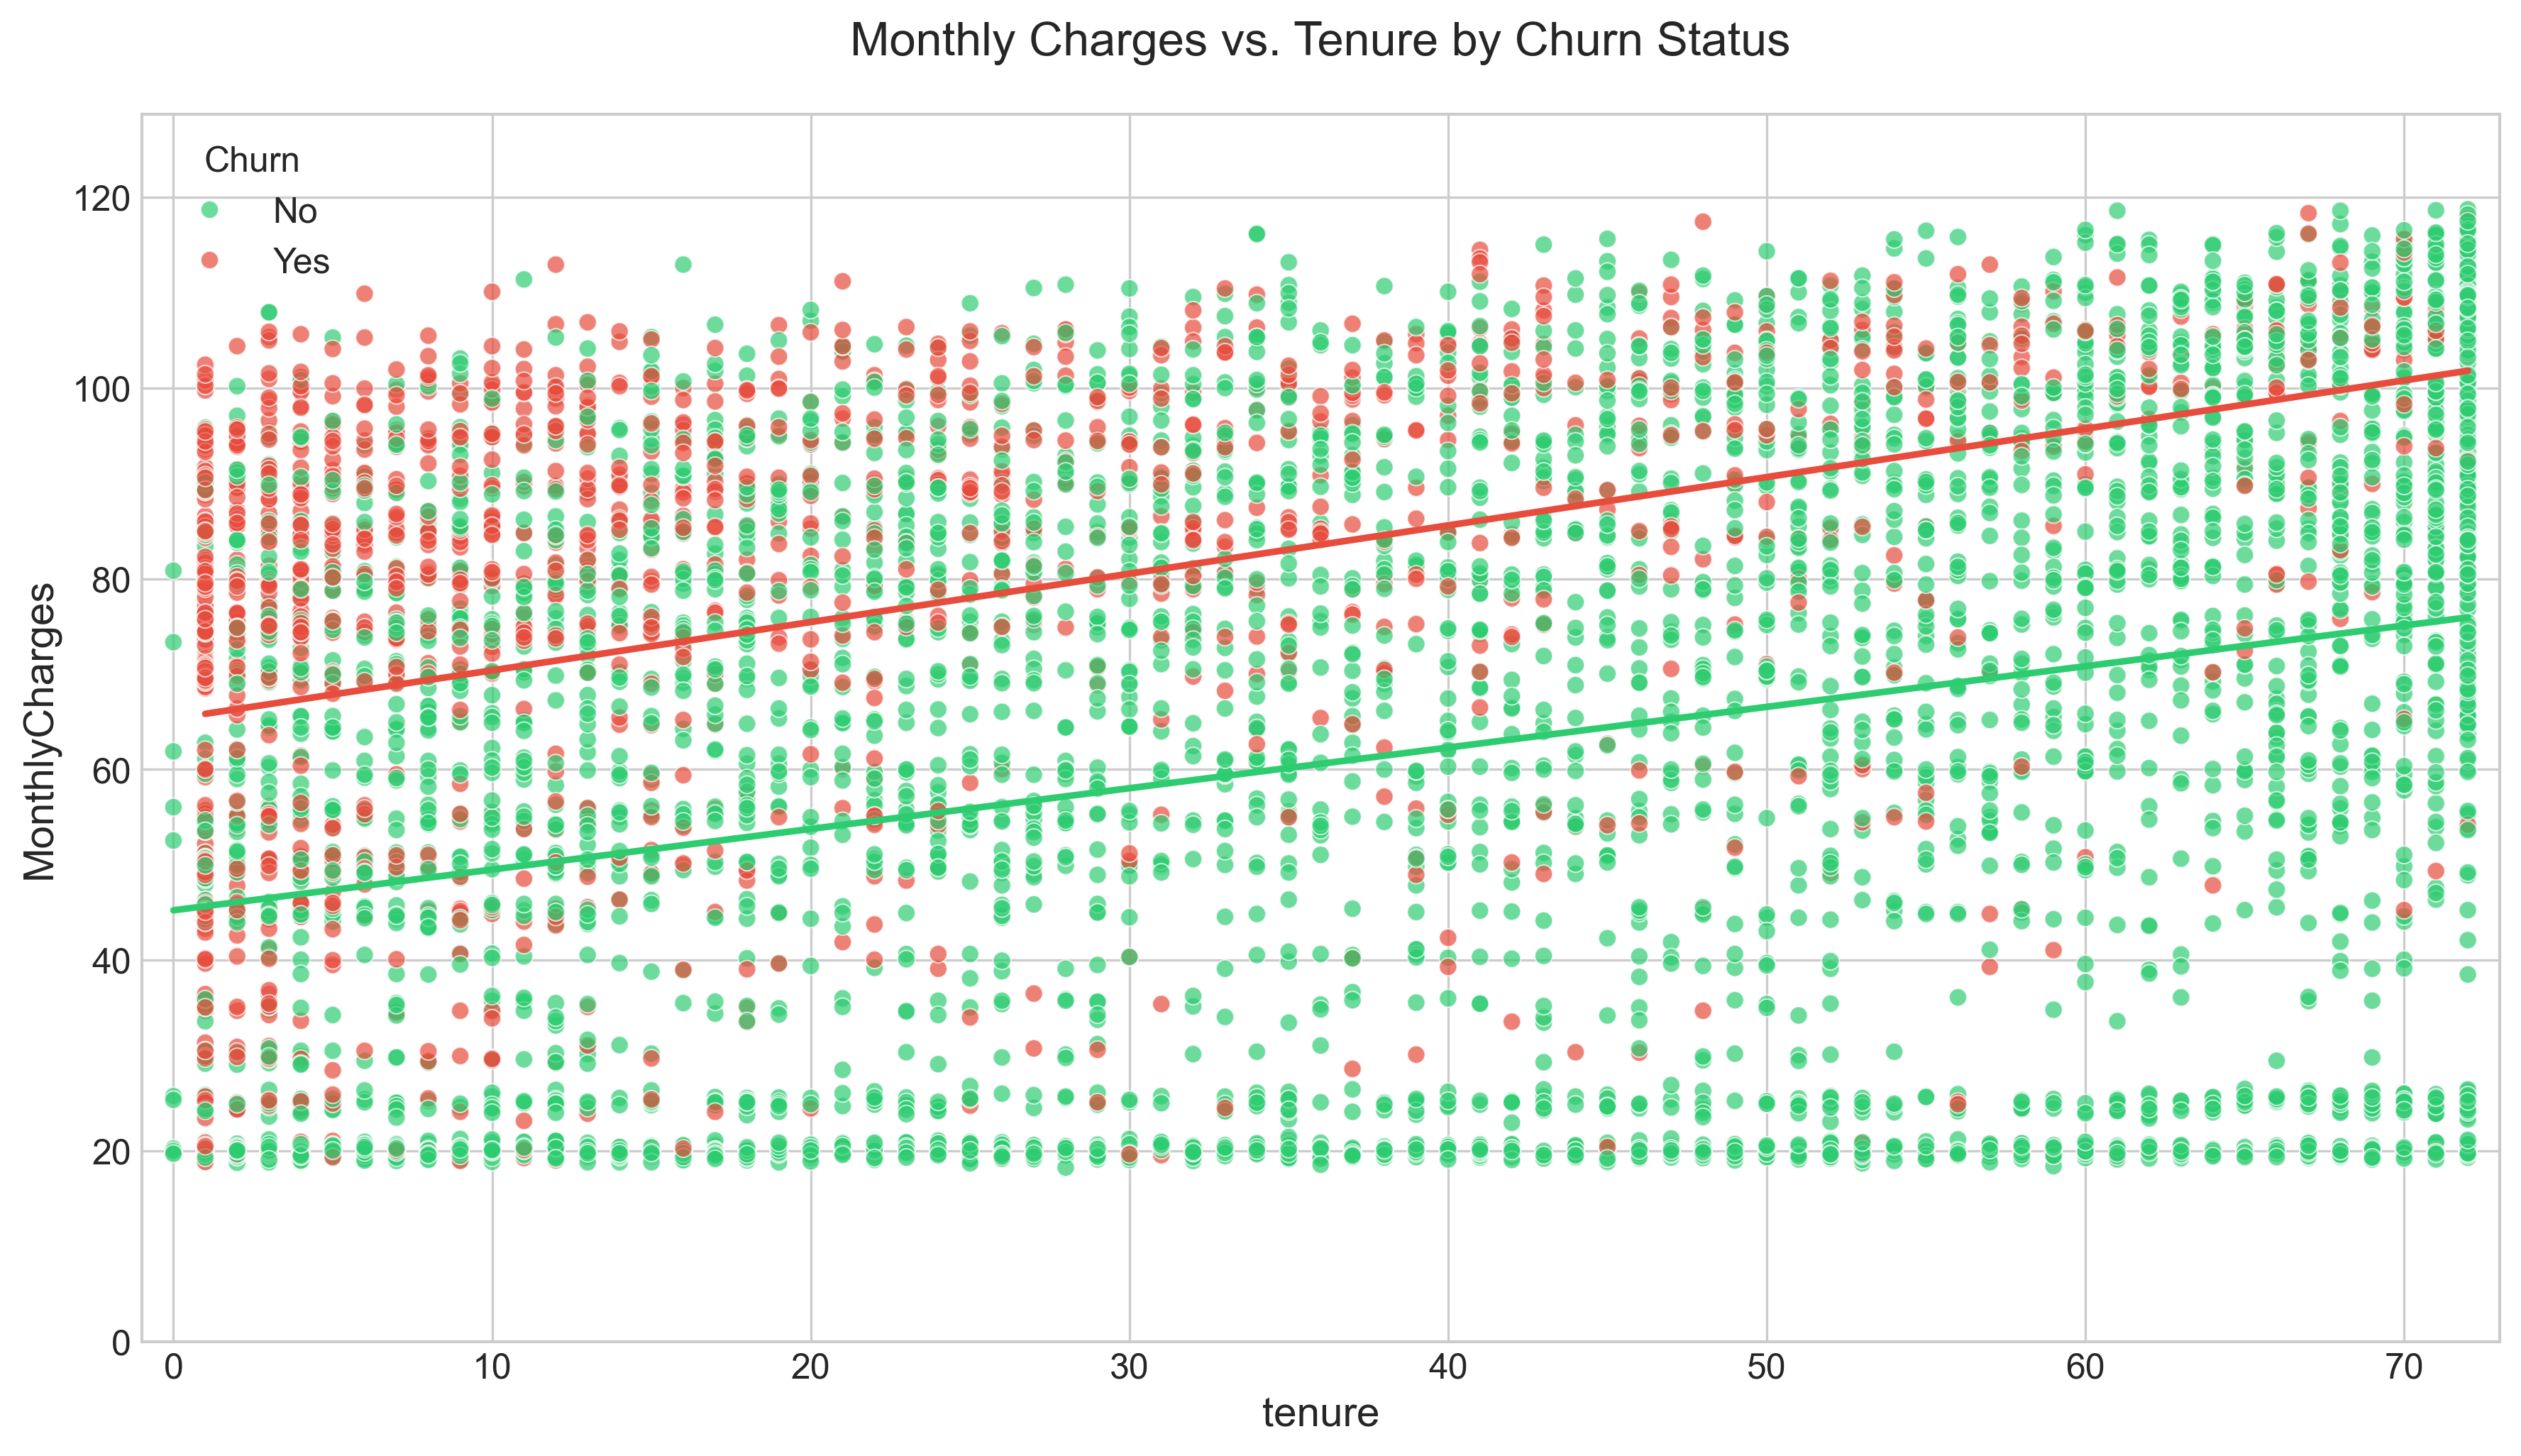 Monthly Charges vs. Tenure by Churn Status
Churn
No
Yes
MonthlyCharges
120
100
80
60
40
20
0
0 10 20 30 40 50 60 70
tenure